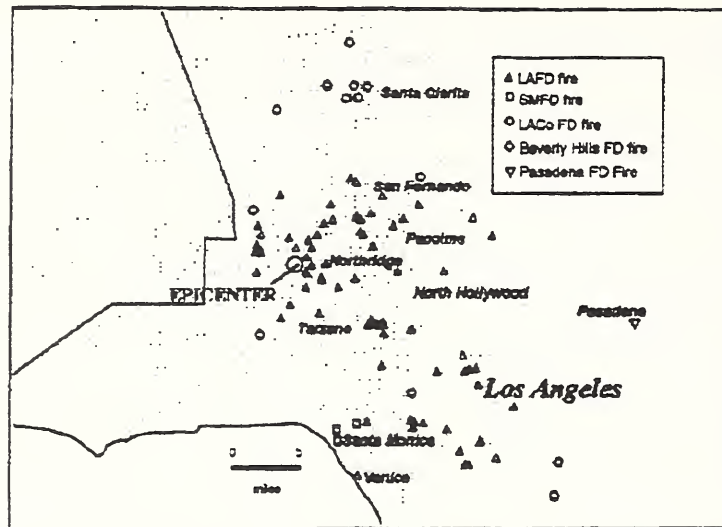 LAFD fire
SMFD fire
LACo FD fire
Beverly Hills FD fire
Pasadena FD Fire
Santa Clarita
San Fernando
Pacoima
Northridge
EPICENTER
North Hollywood
Pasadena
Tarzana
Los Angeles
Santa Monica
Venice
miles